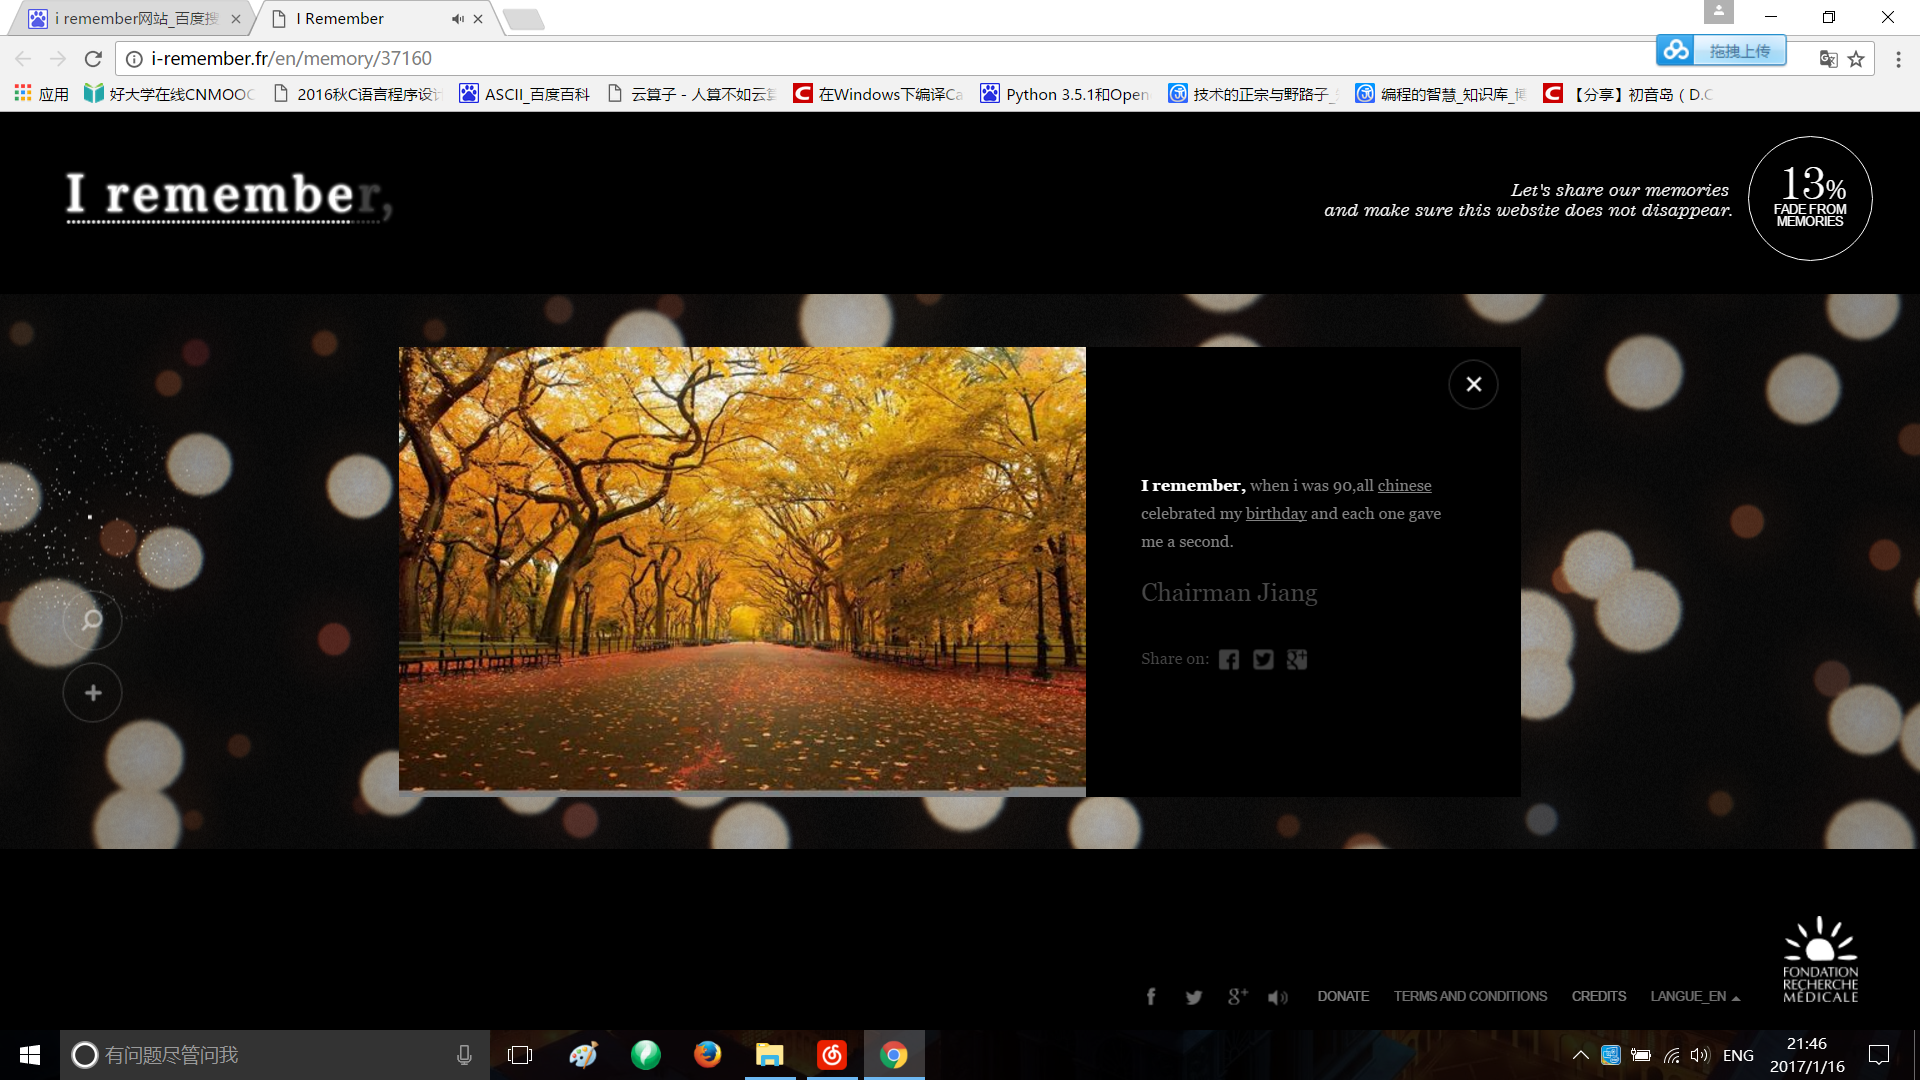 i remember网站_百度搜
I Remember
i-remember.fr/en/memory/37160
拖拽上传
应用
好大学在线CNMOOC
2016秋C语言程序设计
ASCII_百度百科
云算子 - 人算不如云算
在Windows下编译Ca
Python 3.5.1和Open
技术的正宗与野路子_
编程的智慧_知识库_博
【分享】初音岛（D.C
I remember,
Let's share our memories
and make sure this website does not disappear.
13%
FADE FROM
MEMORIES
I remember, when i was 90,all chinese
celebrated my birthday and each one gave
me a second.
Chairman Jiang
Share on:
DONATE
TERMS AND CONDITIONS
CREDITS
LANGUE_EN
FONDATION
RECHERCHE
MÉDICALE
有问题尽管问我
ENG
21:46
2017/1/16